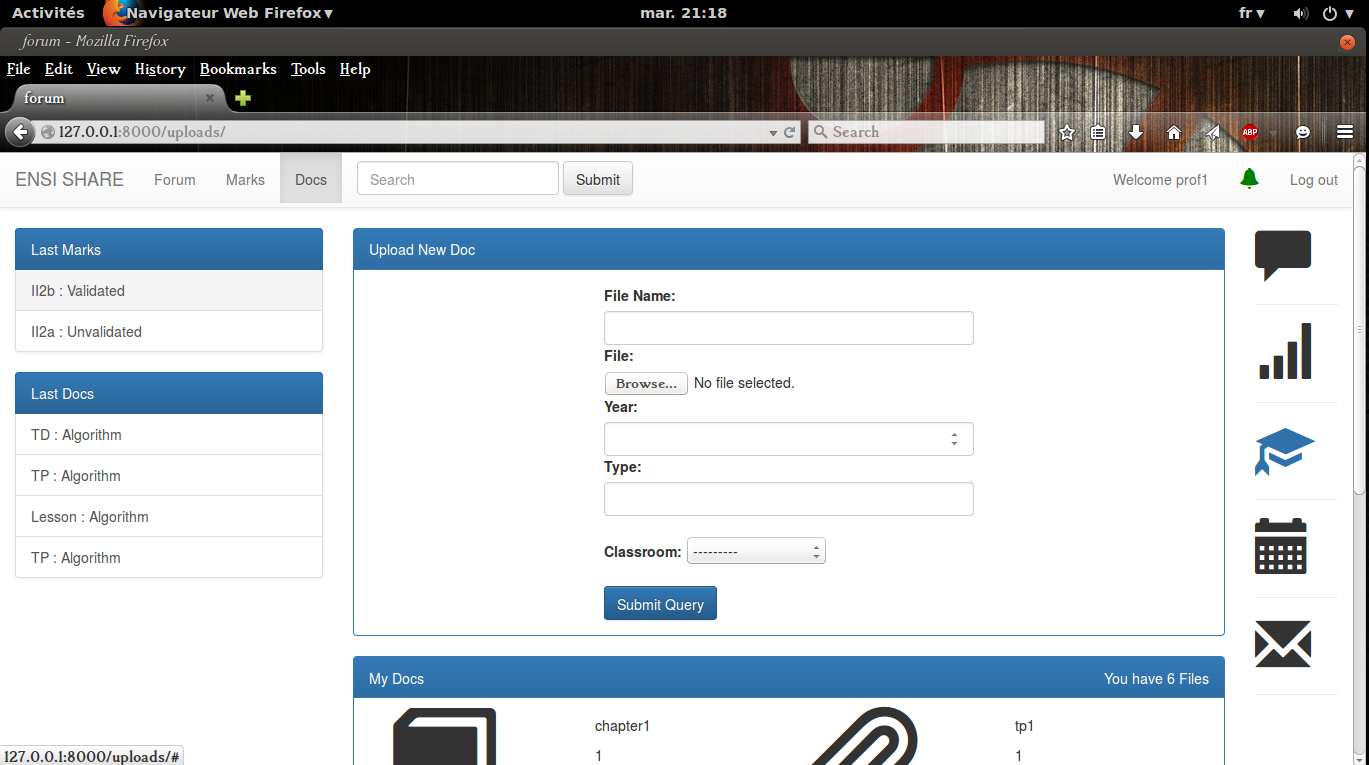 Activités Navigateur Web Firefox mar. 21:18 fr
forum - Mozilla Firefox
File Edit View History Bookmarks Tools Help
forum
127.0.0.1:8000/uploads/ Search ABP
ENSI SHARE Forum Marks Docs Search Submit Welcome prof1 Log out
Last Marks
II2b : Validated
II2a : Unvalidated
Last Docs
TD : Algorithm
TP : Algorithm
Lesson : Algorithm
TP : Algorithm
Upload New Doc
File Name:
File:
Browse... No file selected.
Year:
Type:
Classroom: ---------
Submit Query
My Docs You have 6 Files
chapter1 tp1
1 1
127.0.0.1:8000/uploads/#